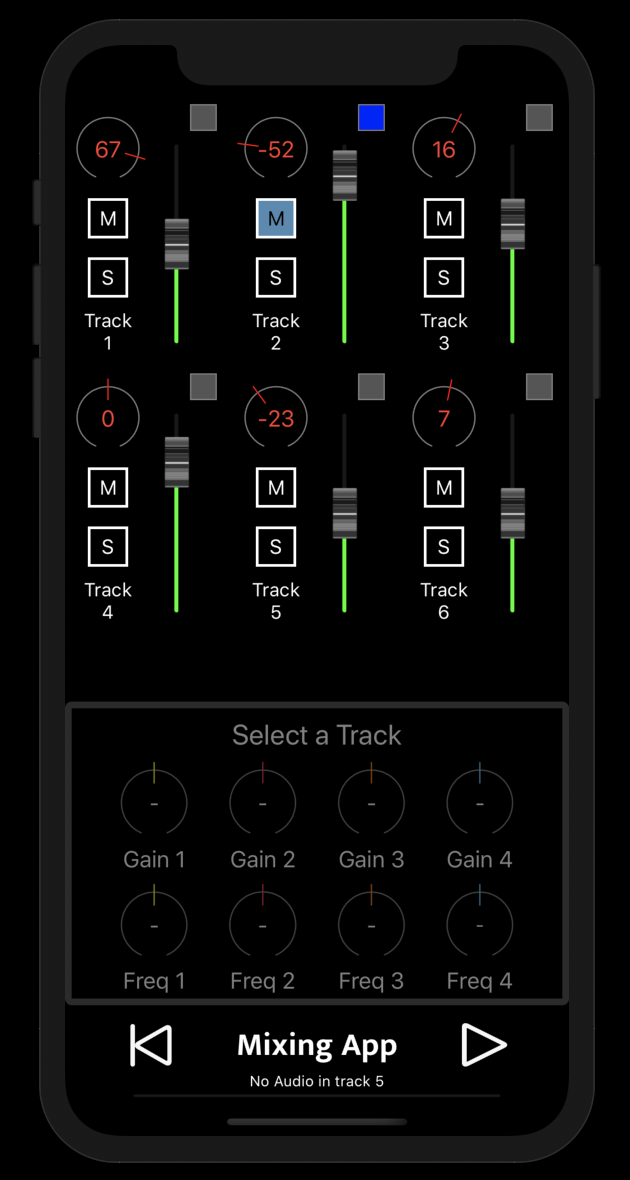 67
-52
16
M
M
M
S
S
S
Track
1
Track
2
Track
3
0
-23
7
M
M
M
S
S
S
Track
4
Track
5
Track
6
Select a Track
-
-
-
-
Gain 1
Gain 2
Gain 3
Gain 4
-
-
-
-
Freq 1
Freq 2
Freq 3
Freq 4
Mixing App
No Audio in track 5